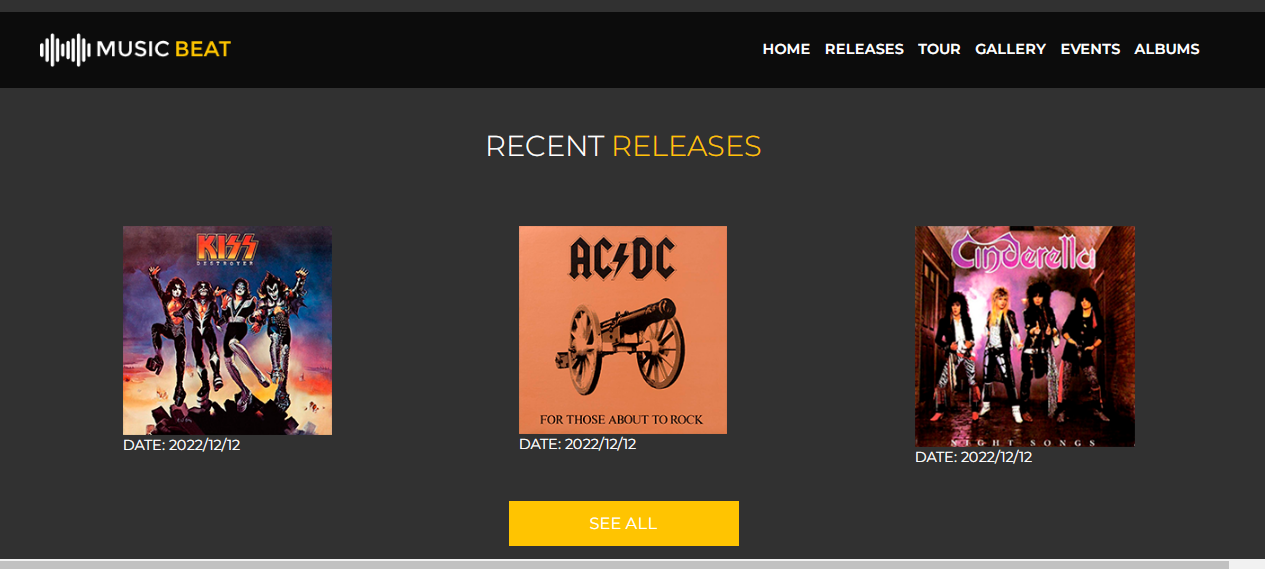 MUSIC BEAT
HOME RELEASES TOUR GALLERY EVENTS ALBUMS
RECENT RELEASES
KISS
DESTROYER
DATE: 2022/12/12
AC DC
FOR THOSE ABOUT TO ROCK
DATE: 2022/12/12
Cinderella
NIGHT SONGS
DATE: 2022/12/12
SEE ALL